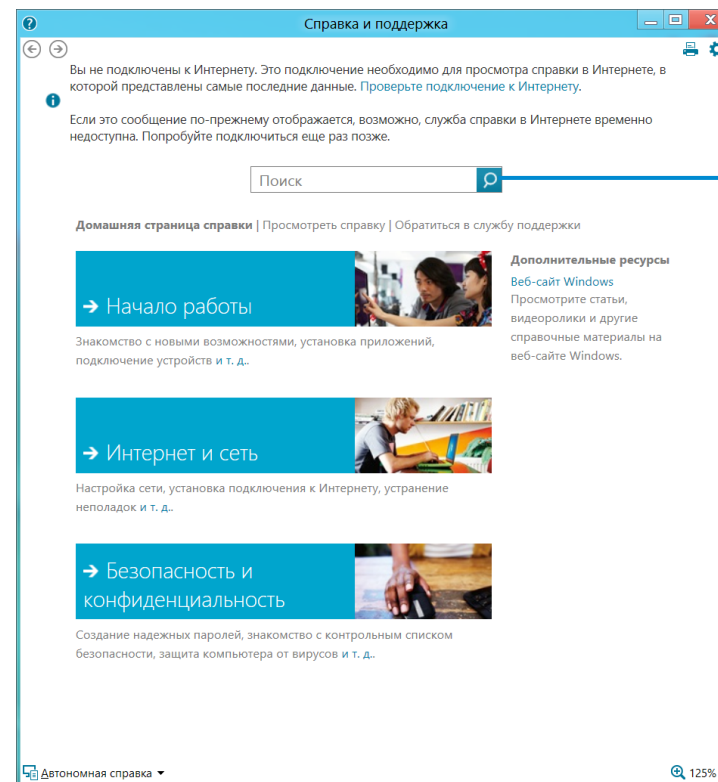 Справка и поддержка
Вы не подключены к Интернету. Это подключение необходимо для просмотра справки в Интернете, в
которой представлены самые последние данные. Проверьте подключение к Интернету.
Если это сообщение по-прежнему отображается, возможно, служба справки в Интернете временно
недоступна. Попробуйте подключиться еще раз позже.
Поиск
Домашняя страница справки | Просмотреть справку | Обратиться в службу поддержки
Начало работы
Знакомство с новыми возможностями, установка приложений,
подключение устройств и т. д..
Дополнительные ресурсы
Веб-сайт Windows
Просмотрите статьи,
видеоролики и другие
справочные материалы на
веб-сайте Windows.
Интернет и сеть
Настройка сети, установка подключения к Интернету, устранение
неполадок и т. д..
Безопасность и
конфиденциальность
Создание надежных паролей, знакомство с контрольным списком
безопасности, защита компьютера от вирусов и т. д..
Автономная справка
125%